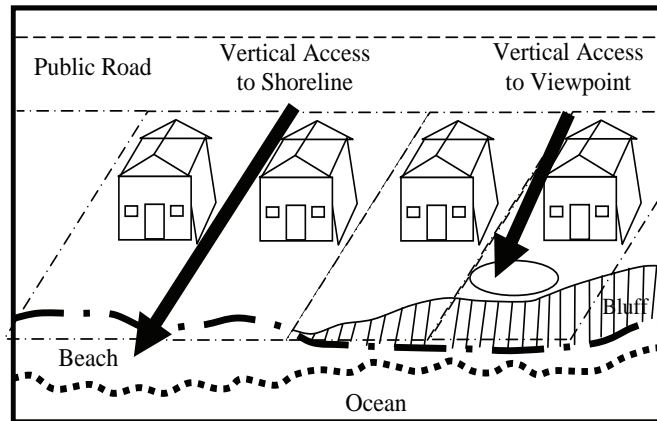 Public Road
Vertical Access
to Shoreline
Vertical Access
to Viewpoint
Bluff
Beach
Ocean